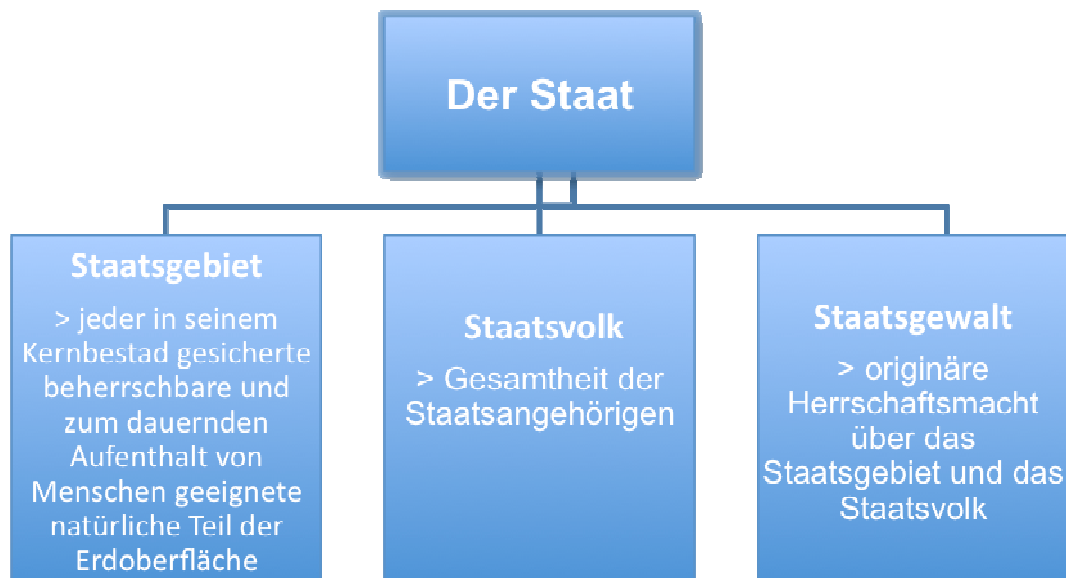 Der Staat
Staatsgebiet
> jeder in seinem
Kernbestad gesicherte
beherrschbare und
zum dauernden
Aufenthalt von
Menschen geeignete
natürliche Teil der
Erdoberfläche
Staatsvolk
> Gesamtheit der
Staatsangehörigen
Staatsgewalt
> originäre
Herrschaftsmacht
über das
Staatsgebiet und das
Staatsvolk